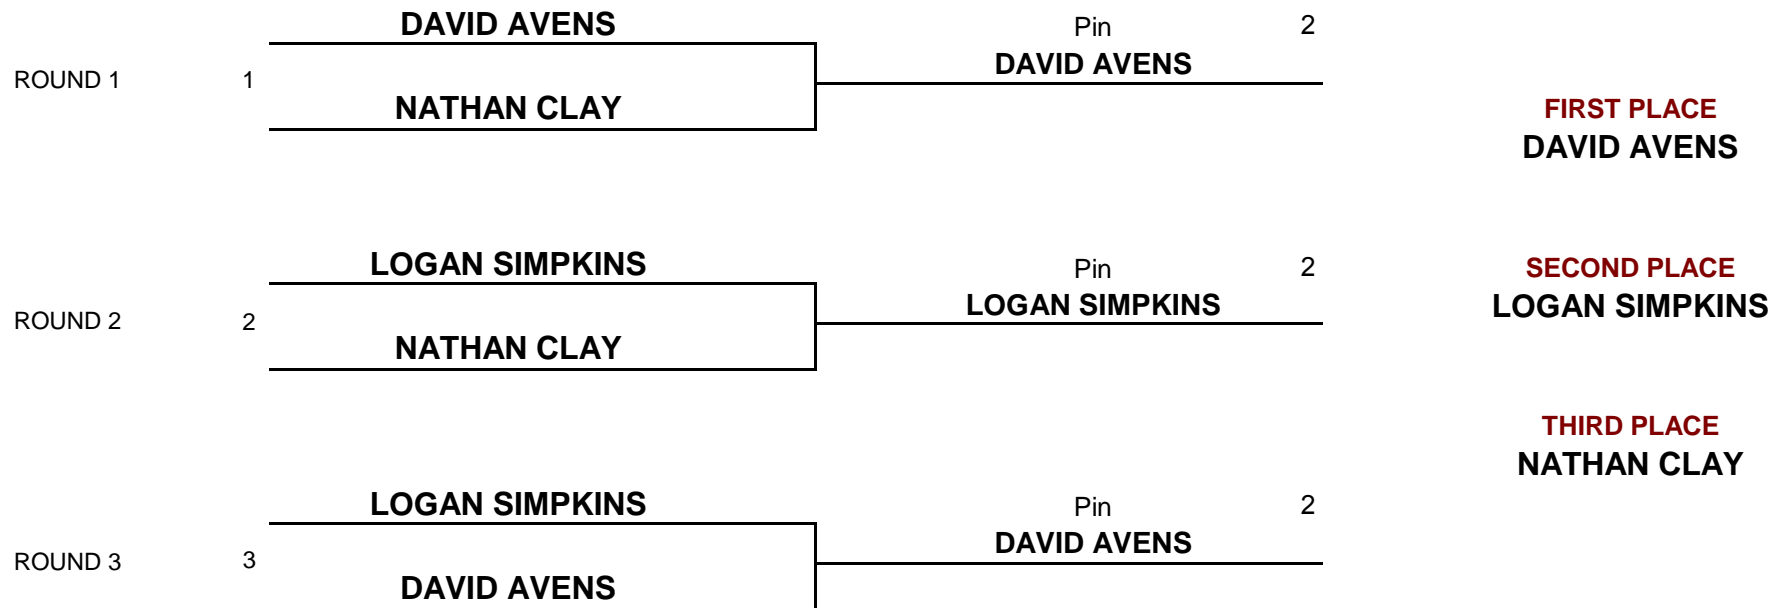 DAVID AVENS
Pin 2
DAVID AVENS
ROUND 1 1
NATHAN CLAY
FIRST PLACE
DAVID AVENS
LOGAN SIMPKINS
Pin 2
LOGAN SIMPKINS
ROUND 2 2
NATHAN CLAY
SECOND PLACE
LOGAN SIMPKINS
THIRD PLACE
NATHAN CLAY
LOGAN SIMPKINS
Pin 2
DAVID AVENS
ROUND 3 3
DAVID AVENS